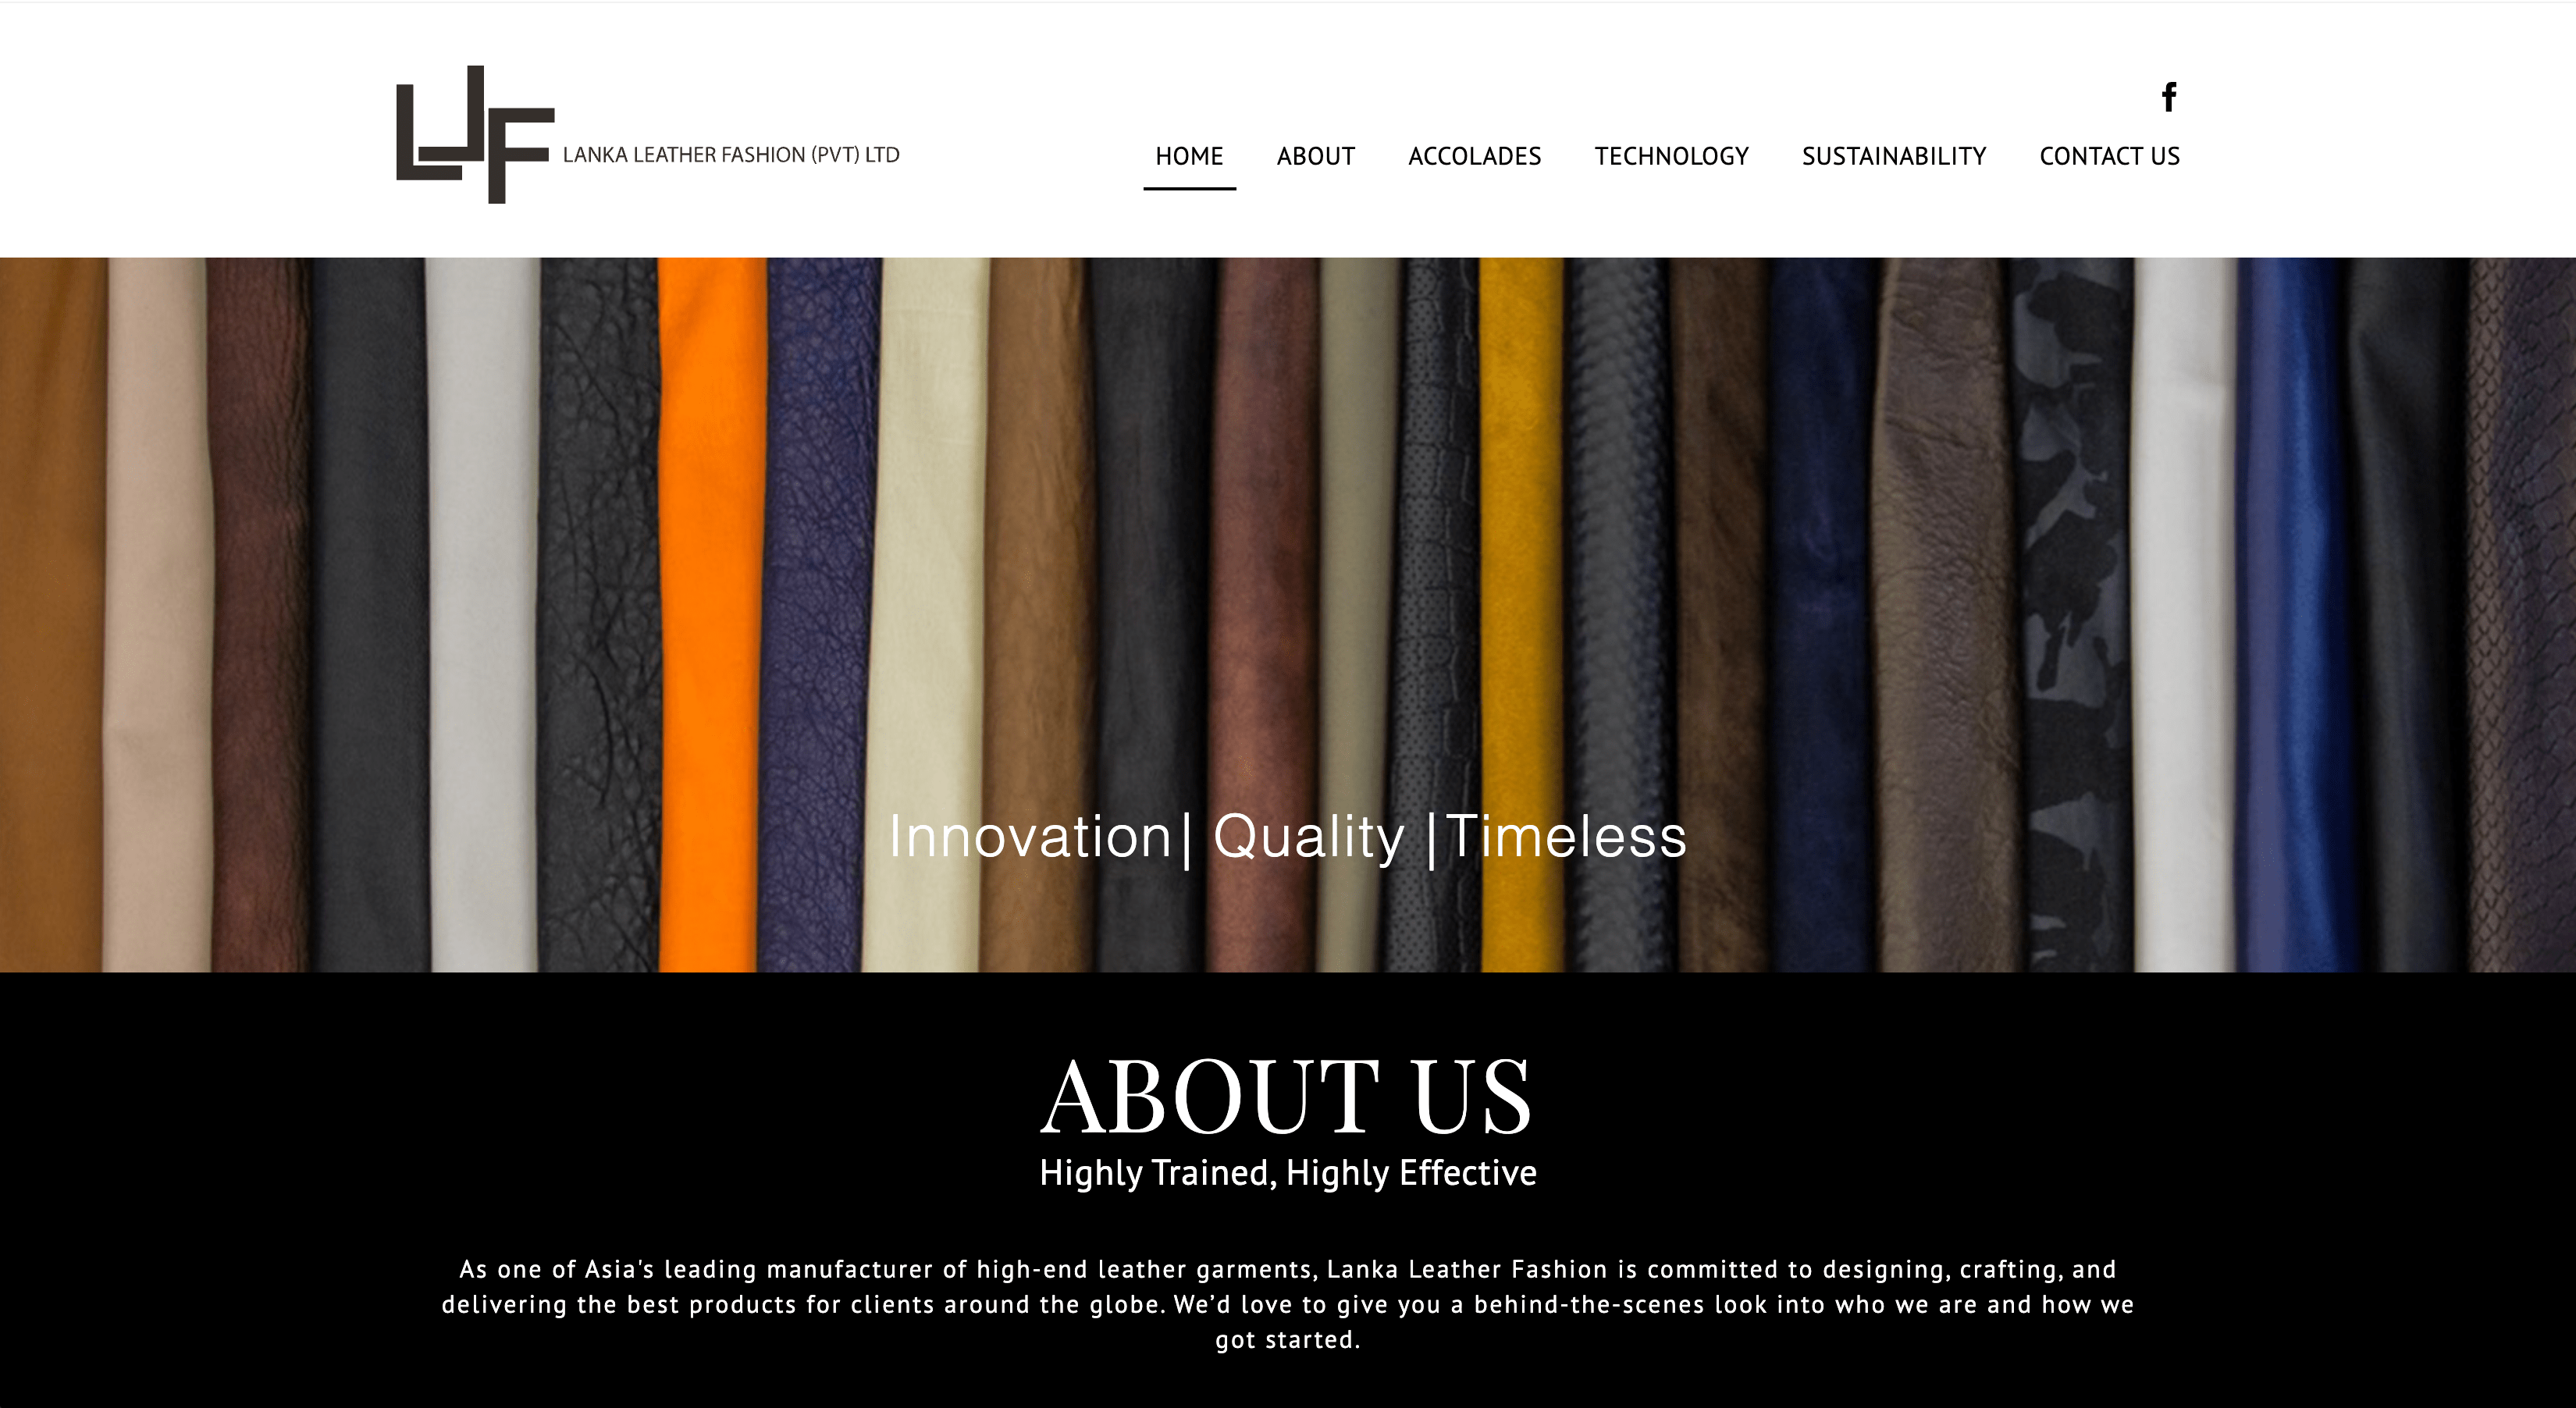 LLF LANKA LEATHER FASHION (PVT) LTD
f
HOME ABOUT ACCOLADES TECHNOLOGY SUSTAINABILITY CONTACT US
Innovation| Quality |Timeless
ABOUT US
Highly Trained, Highly Effective
As one of Asia's leading manufacturer of high-end leather garments, Lanka Leather Fashion is committed to designing, crafting, and
delivering the best products for clients around the globe. We’d love to give you a behind-the-scenes look into who we are and how we
got started.